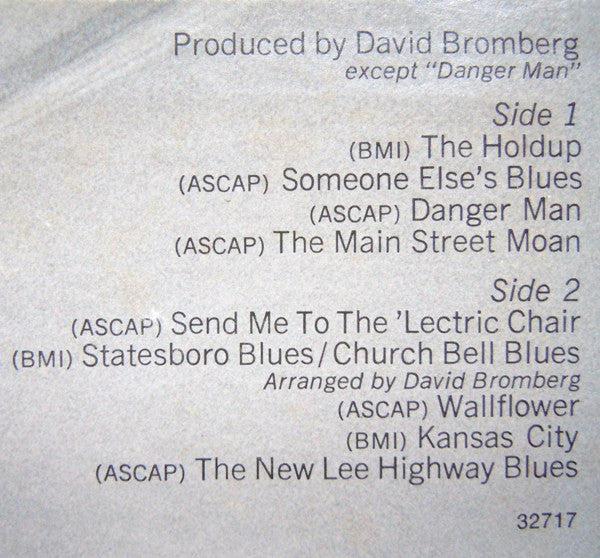 Produced by David Bromberg
except "Danger Man"
Side 1
(BMI) The Holdup
(ASCAP) Someone Else's Blues
(ASCAP) Danger Man
(ASCAP) The Main Street Moan
Side 2
(ASCAP) Send Me To The 'Lectric Chair
(BMI) Statesboro Blues/Church Bell Blues
Arranged by David Bromberg
(ASCAP) Wallflower
(BMI) Kansas City
(ASCAP) The New Lee Highway Blues
32717